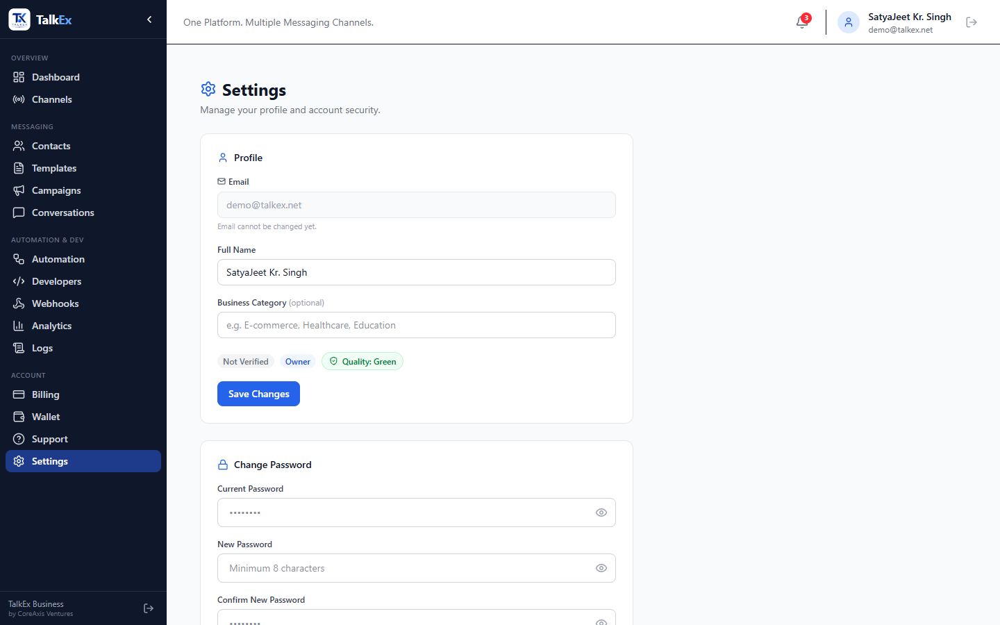 TK
TALKEX
TalkEx
OVERVIEW
Dashboard
Channels
MESSAGING
Contacts
Templates
Campaigns
Conversations
AUTOMATION & DEV
Automation
Developers
Webhooks
Analytics
Logs
ACCOUNT
Billing
Wallet
Support
Settings
TalkEx Business
by CoreAxis Ventures
One Platform. Multiple Messaging Channels.
3
SatyaJeet Kr. Singh
demo@talkex.net
Settings
Manage your profile and account security.
Profile
Email
demo@talkex.net
Email cannot be changed yet.
Full Name
SatyaJeet Kr. Singh
Business Category (optional)
e.g. E-commerce, Healthcare, Education
Not Verified Owner Quality: Green
Save Changes
Change Password
Current Password
••••••••
New Password
Minimum 8 characters
Confirm New Password
••••••••